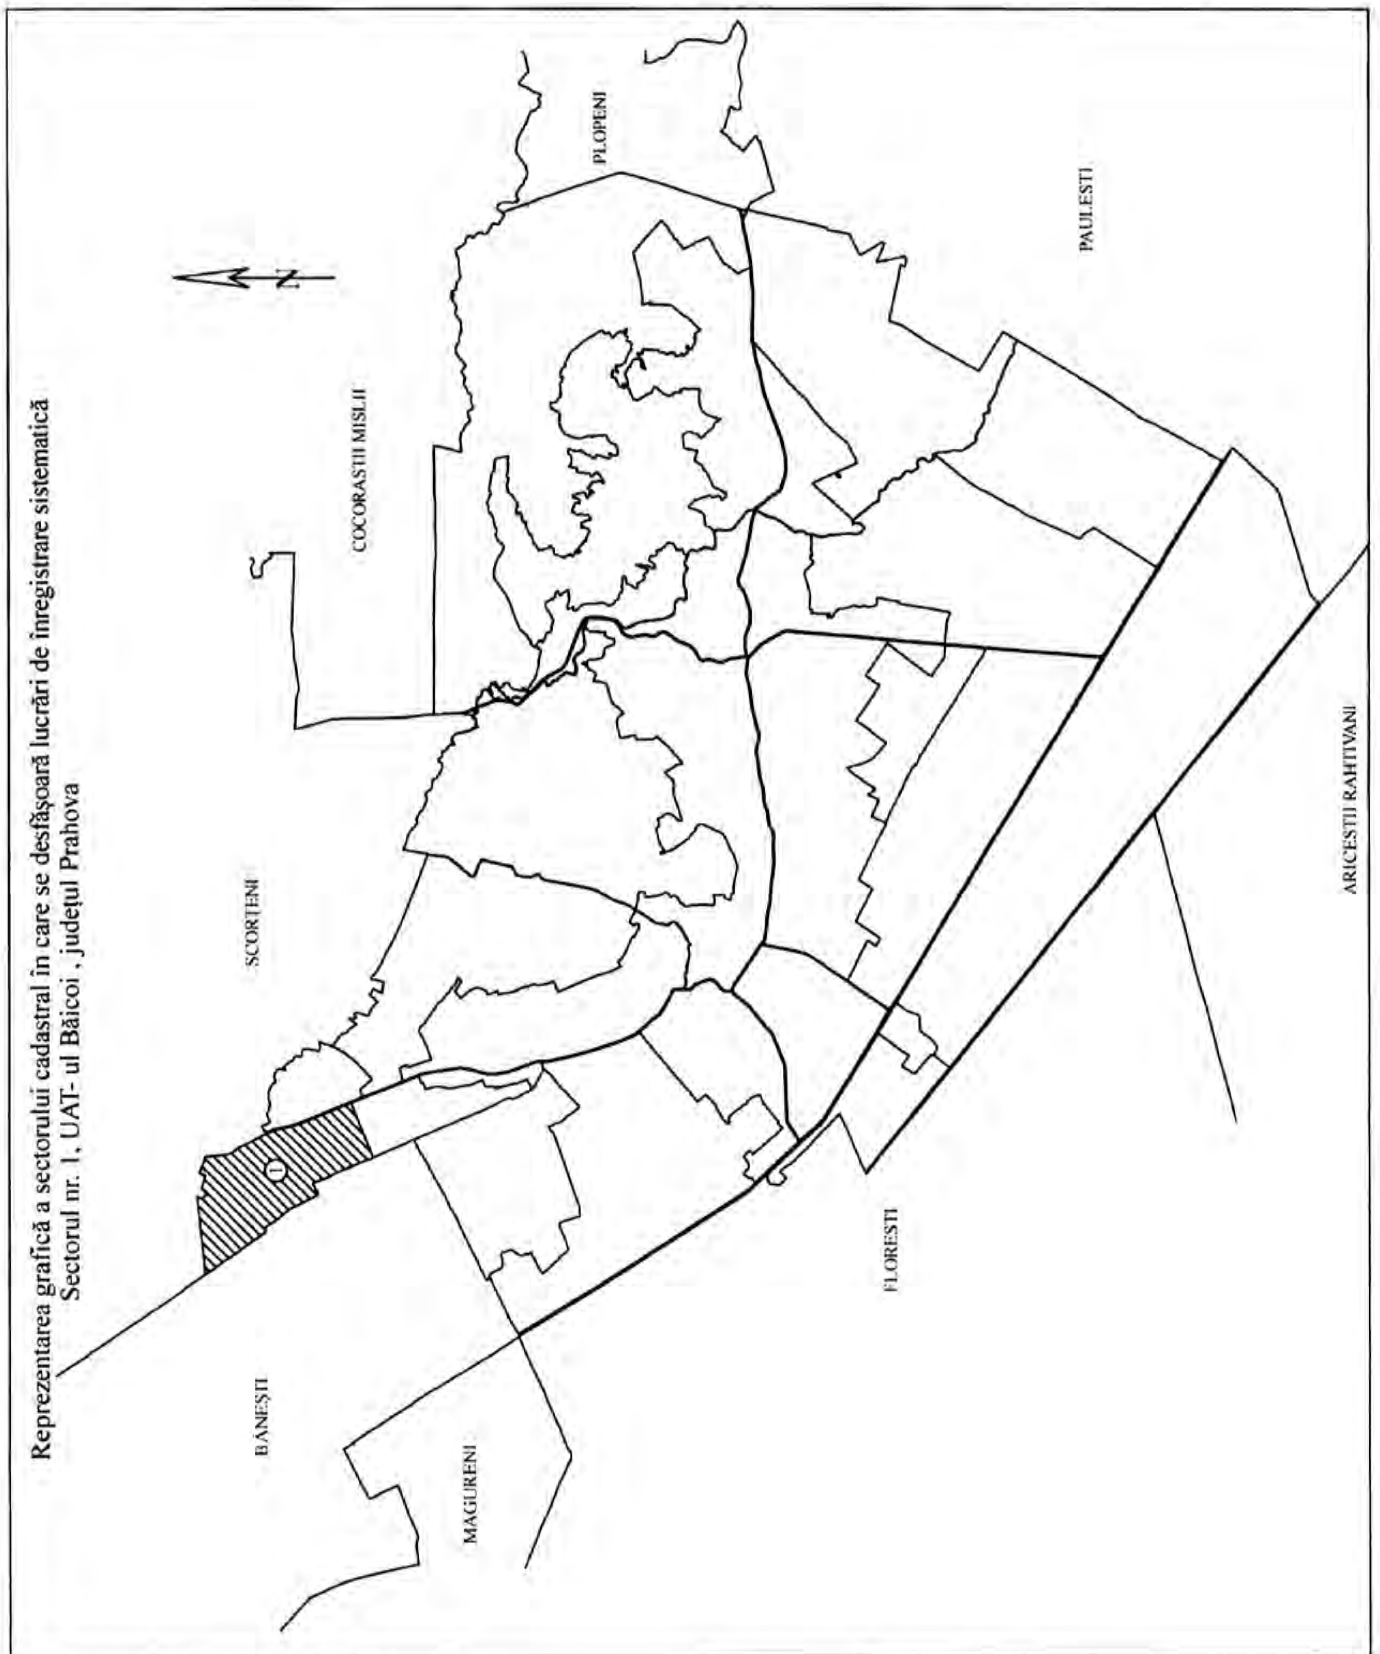 Reprezentarea grafică a sectorului cadastral în care se desfășoară lucrări de înregistrare sistematică
Sectorul nr. 1, UAT- ul Băicoi , județul Prahova
PLOPENI
N
COCORASTII MISLII
PAULESTI
SCORȚENI
1
BĂNEȘTI
MAGURENI
FLORESTI
ARICESTII RAHTIVANI